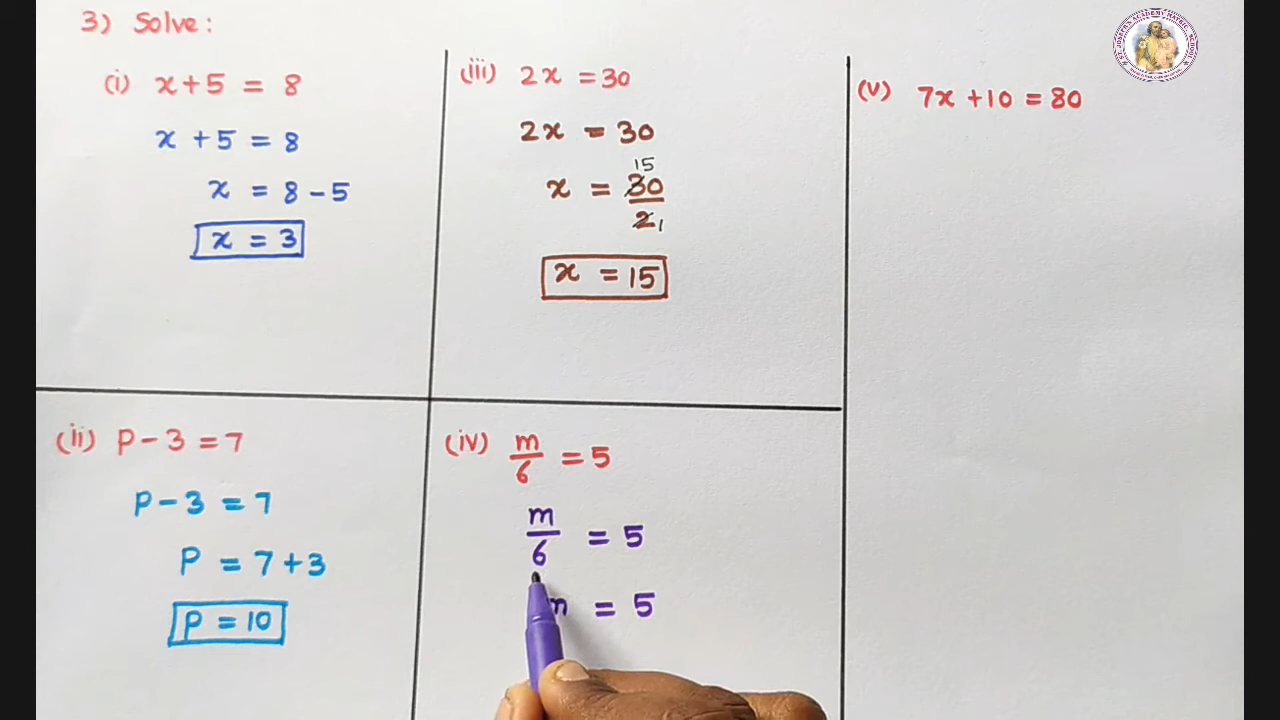 3) Solve:
(i) x+5 = 8
x +5 = 8
x = 8 - 5
x = 3
(ii) P - 3 = 7
P - 3 = 7
P = 7 + 3
P = 10
(iii) 2x = 30
2x = 30
15
x = 30/2 1
x = 15
(iv) m/6 = 5
m/6 = 5
m = 5
(v) 7x +10 = 80